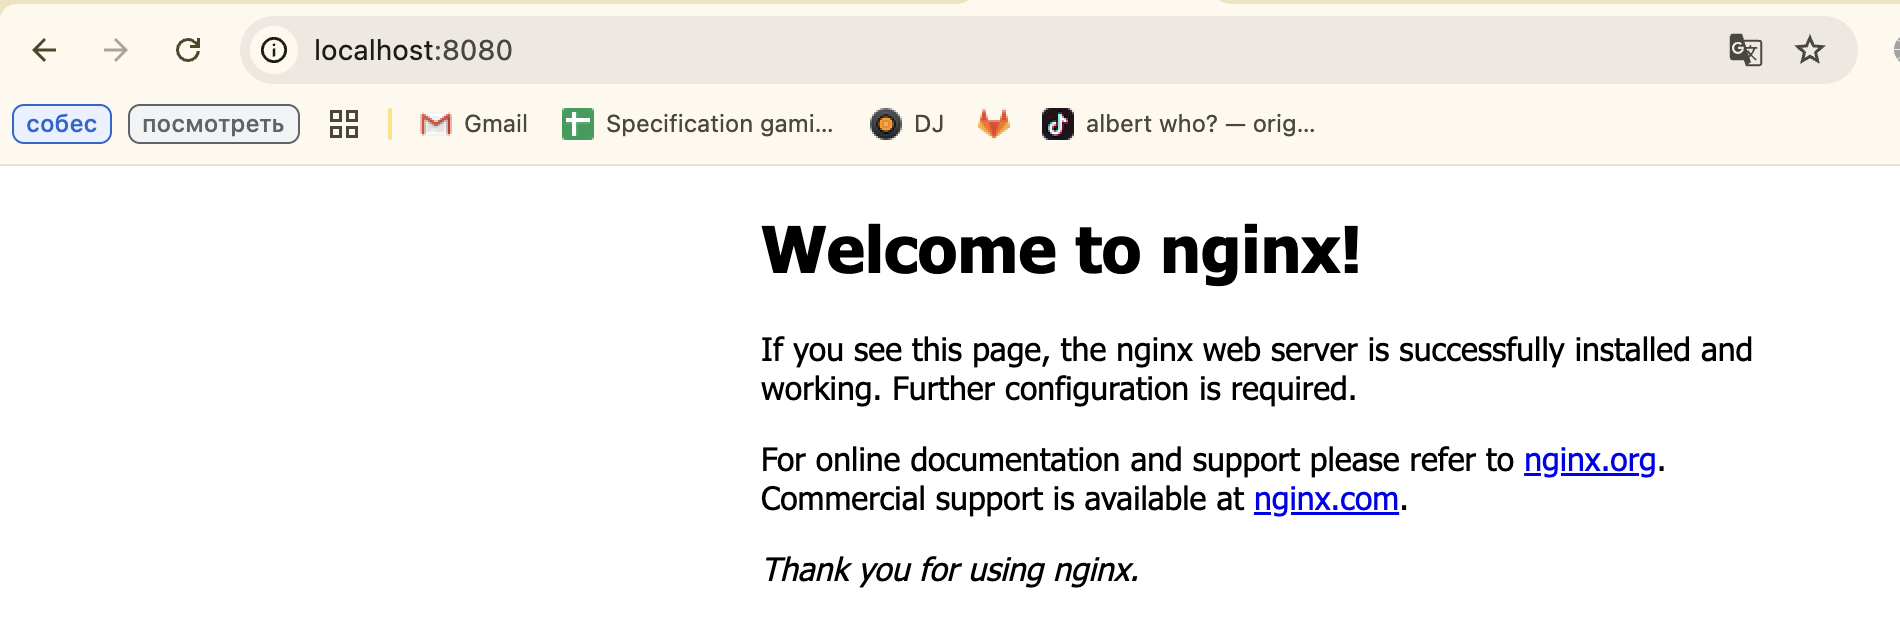 localhost:8080
собес посмотреть Gmail Specification gami... DJ albert who? — orig...
Welcome to nginx!
If you see this page, the nginx web server is successfully installed and
working. Further configuration is required.
For online documentation and support please refer to nginx.org.
Commercial support is available at nginx.com.
Thank you for using nginx.